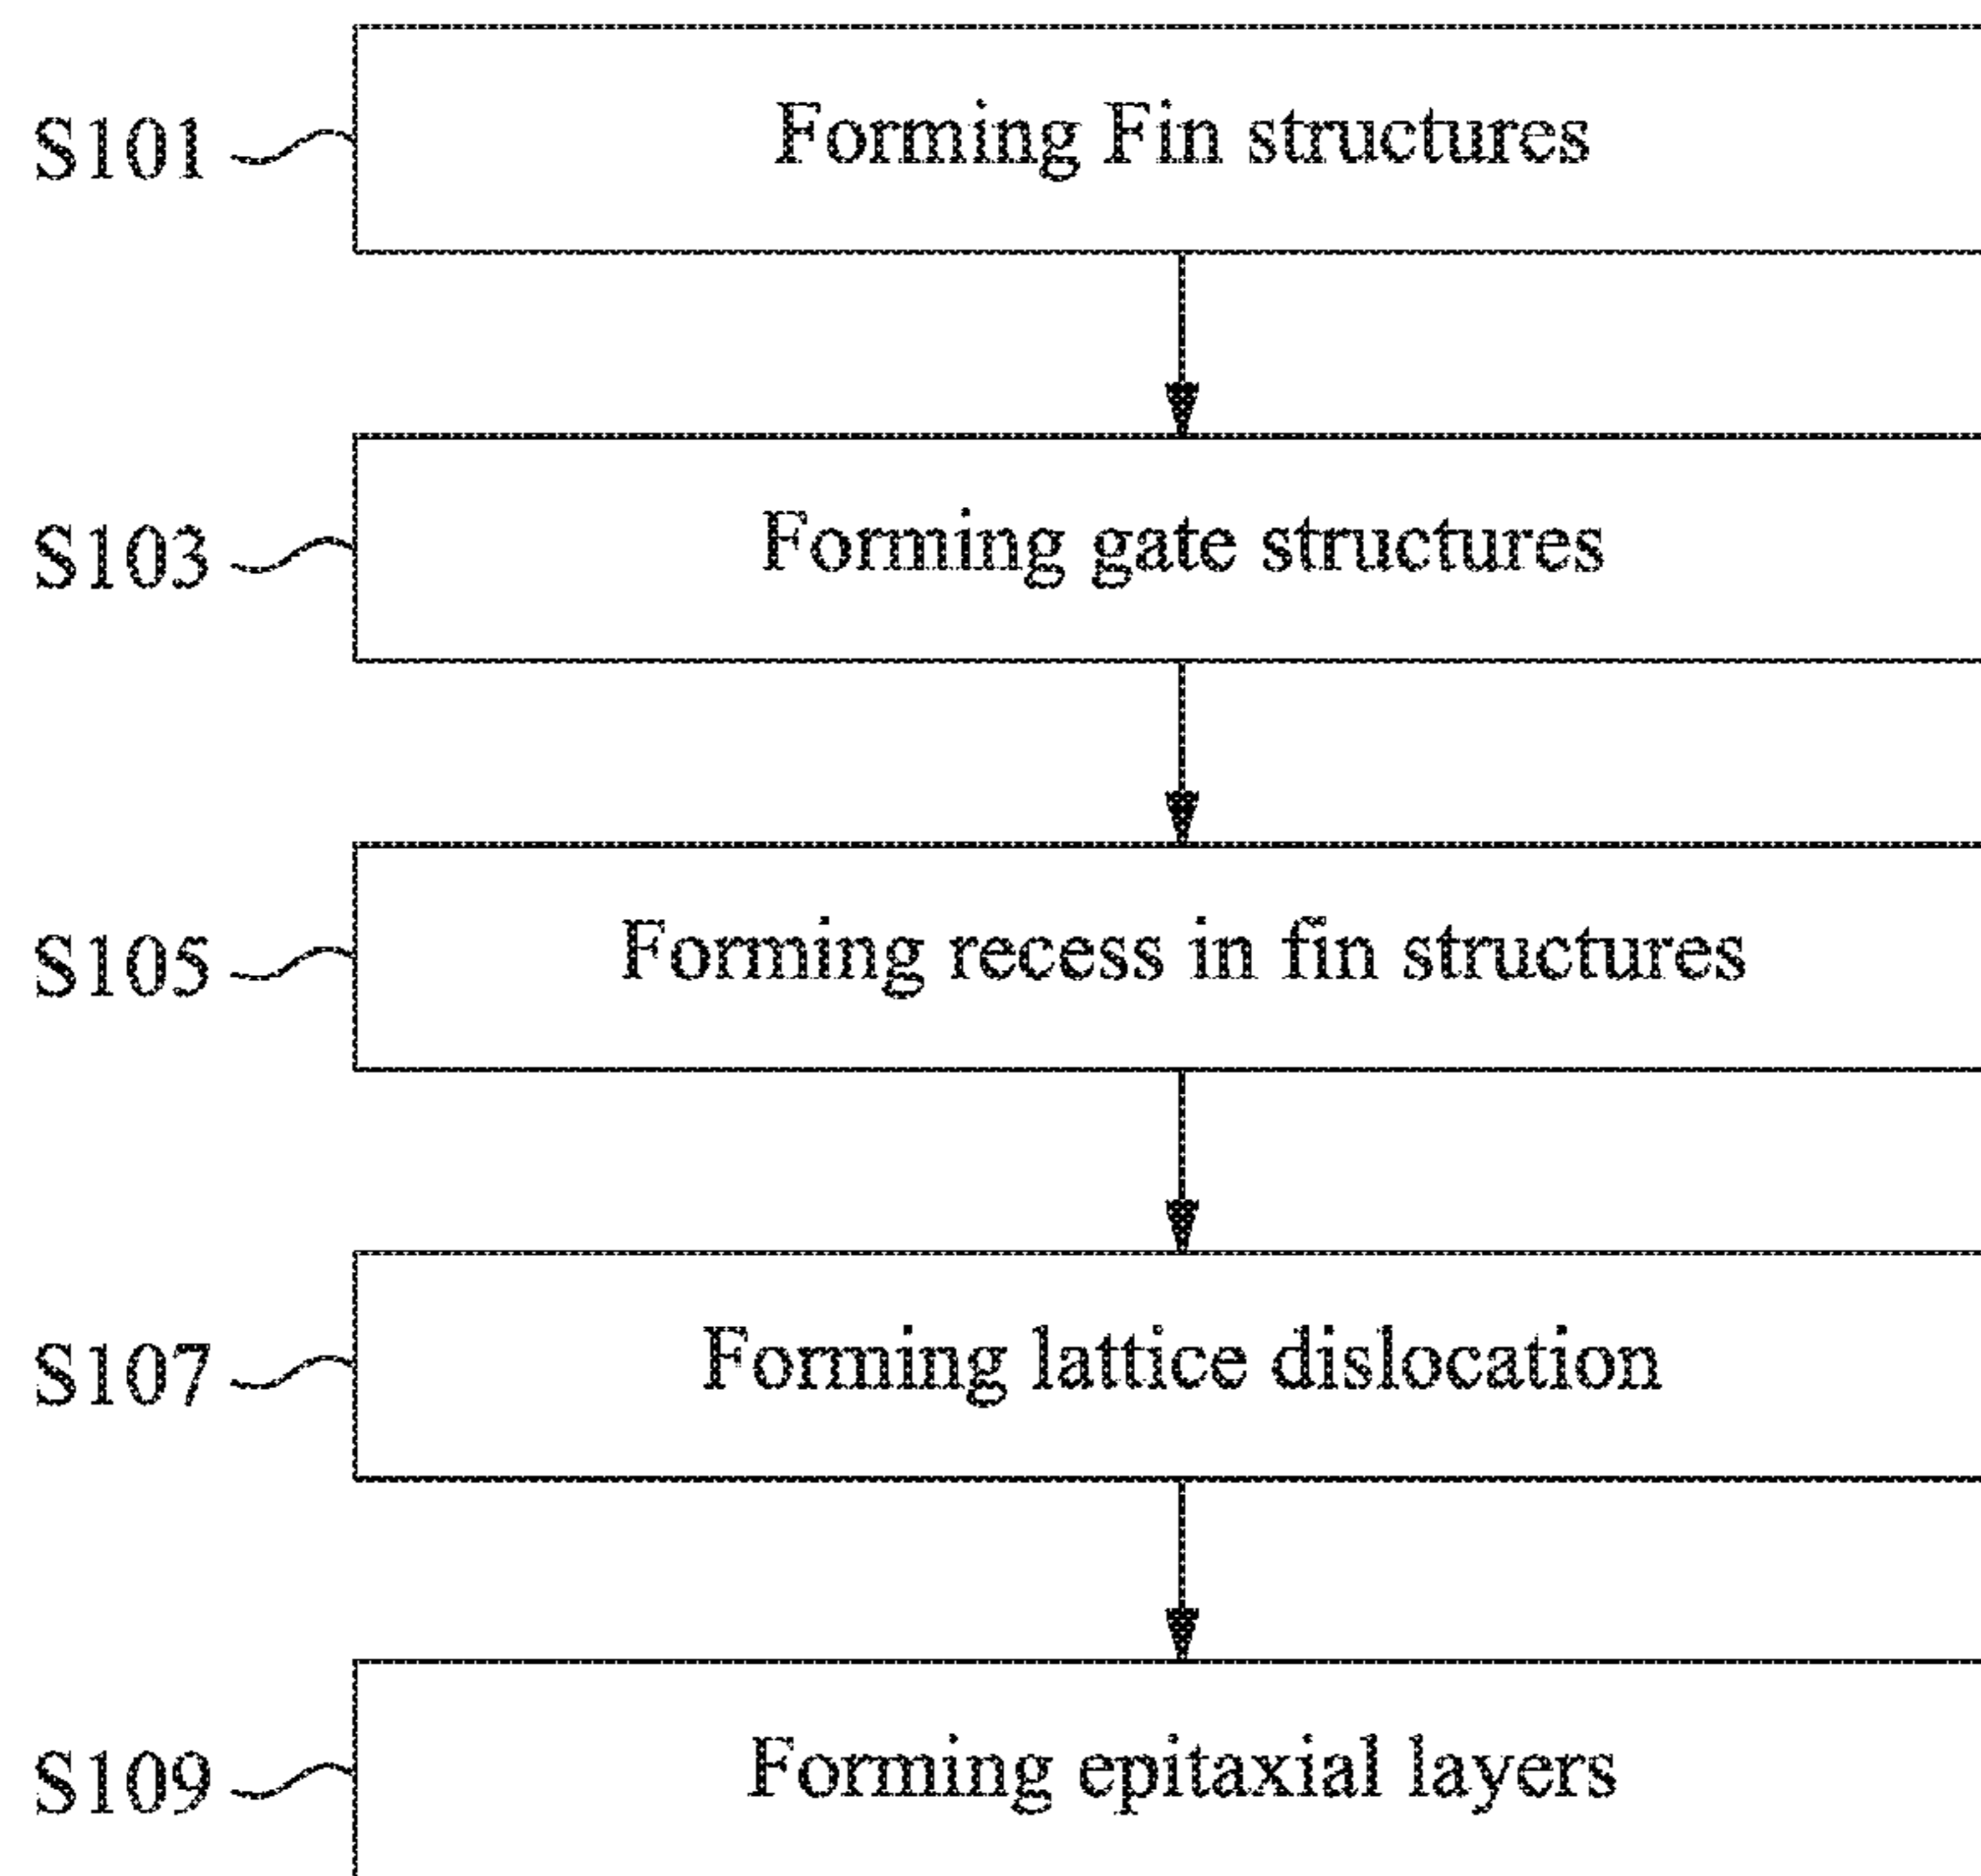 S101 Forming Fin structures
S103 Forming gate structures
S105 Forming recess in fin structures
S107 Forming lattice dislocation
S109 Forming epitaxial layers